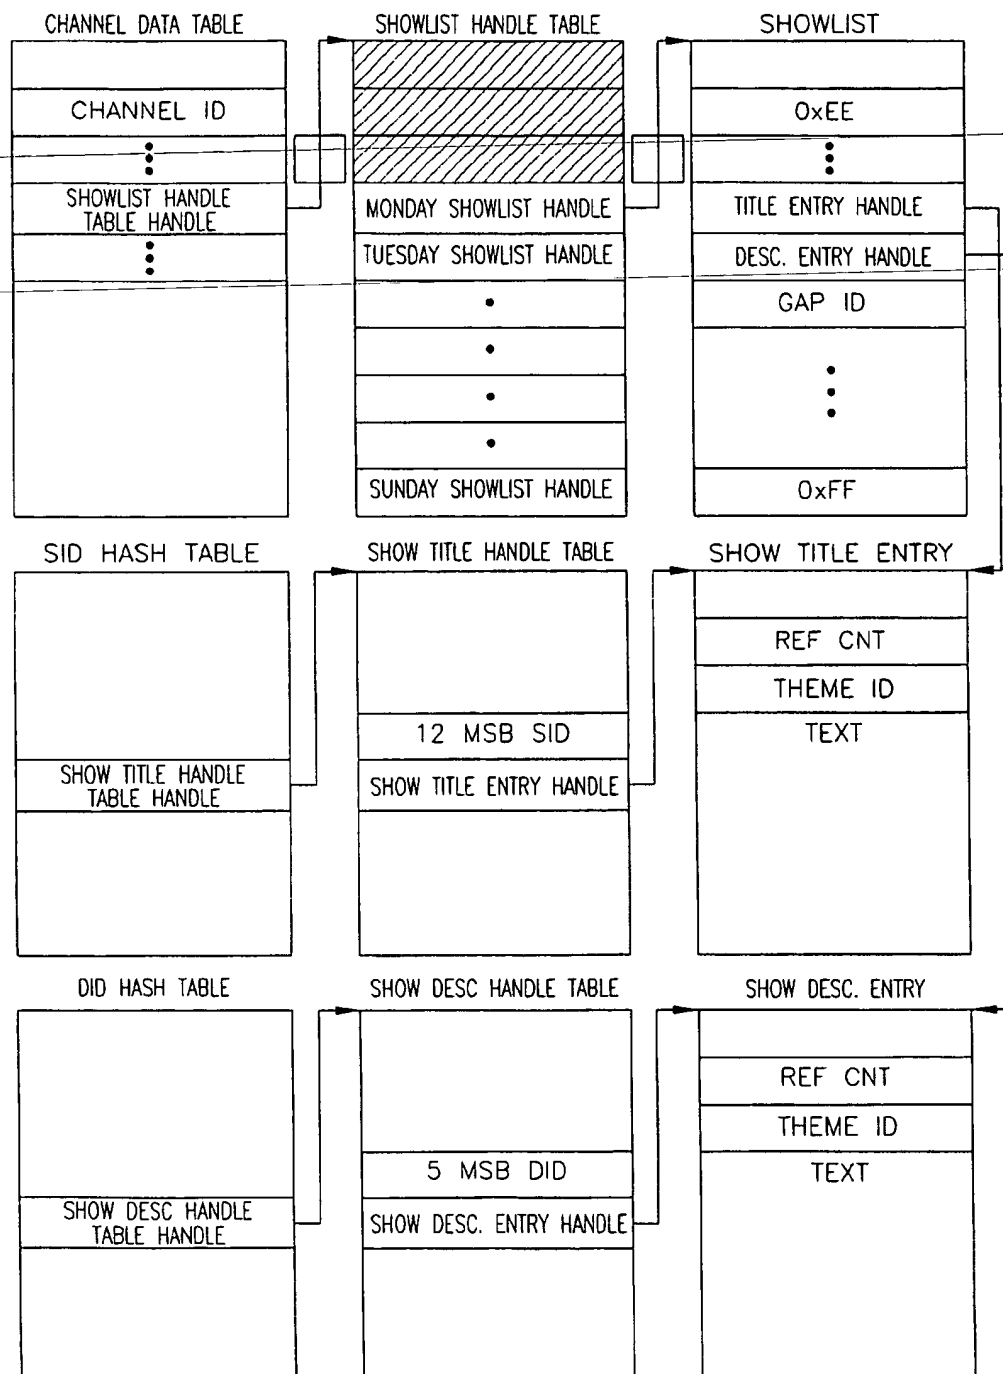 CHANNEL DATA TABLE
CHANNEL ID
SHOWLIST HANDLE
TABLE HANDLE
SHOWLIST HANDLE TABLE
MONDAY SHOWLIST HANDLE
TUESDAY SHOWLIST HANDLE
SUNDAY SHOWLIST HANDLE
SHOWLIST
0xEE
TITLE ENTRY HANDLE
DESC. ENTRY HANDLE
GAP ID
0xFF
SID HASH TABLE
SHOW TITLE HANDLE
TABLE HANDLE
SHOW TITLE HANDLE TABLE
12 MSB SID
SHOW TITLE ENTRY HANDLE
SHOW TITLE ENTRY
REF CNT
THEME ID
TEXT
DID HASH TABLE
SHOW DESC HANDLE
TABLE HANDLE
SHOW DESC HANDLE TABLE
5 MSB DID
SHOW DESC. ENTRY HANDLE
SHOW DESC. ENTRY
REF CNT
THEME ID
TEXT